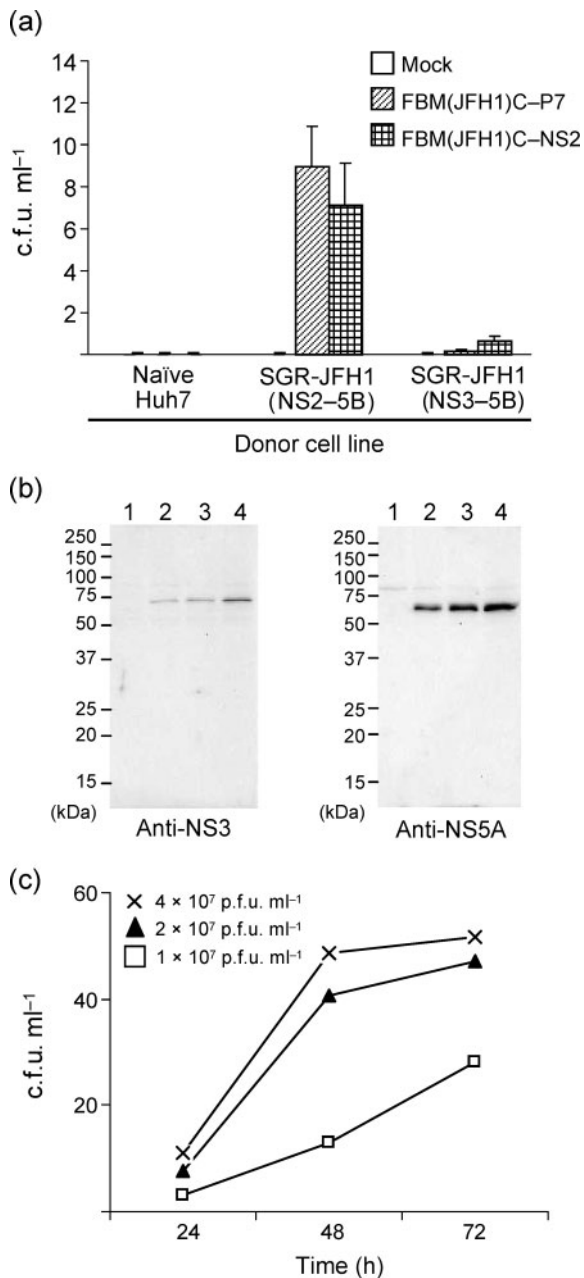 (a)
Mock
FBM(JFH1)C–P7
FBM(JFH1)C–NS2
14
12
10
8
6
4
2
c.f.u. ml⁻¹
Naïve Huh7
SGR-JFH1 (NS2–5B)
SGR-JFH1 (NS3–5B)
Donor cell line
(b)
1 2 3 4
250
150
100
75
50
37
25
20
15
(kDa)
Anti-NS3
1 2 3 4
250
150
100
75
50
37
25
20
15
(kDa)
Anti-NS5A
(c)
60
40
20
c.f.u. ml⁻¹
4 × 10⁷ p.f.u. ml⁻¹
2 × 10⁷ p.f.u. ml⁻¹
1 × 10⁷ p.f.u. ml⁻¹
24 48 72
Time (h)